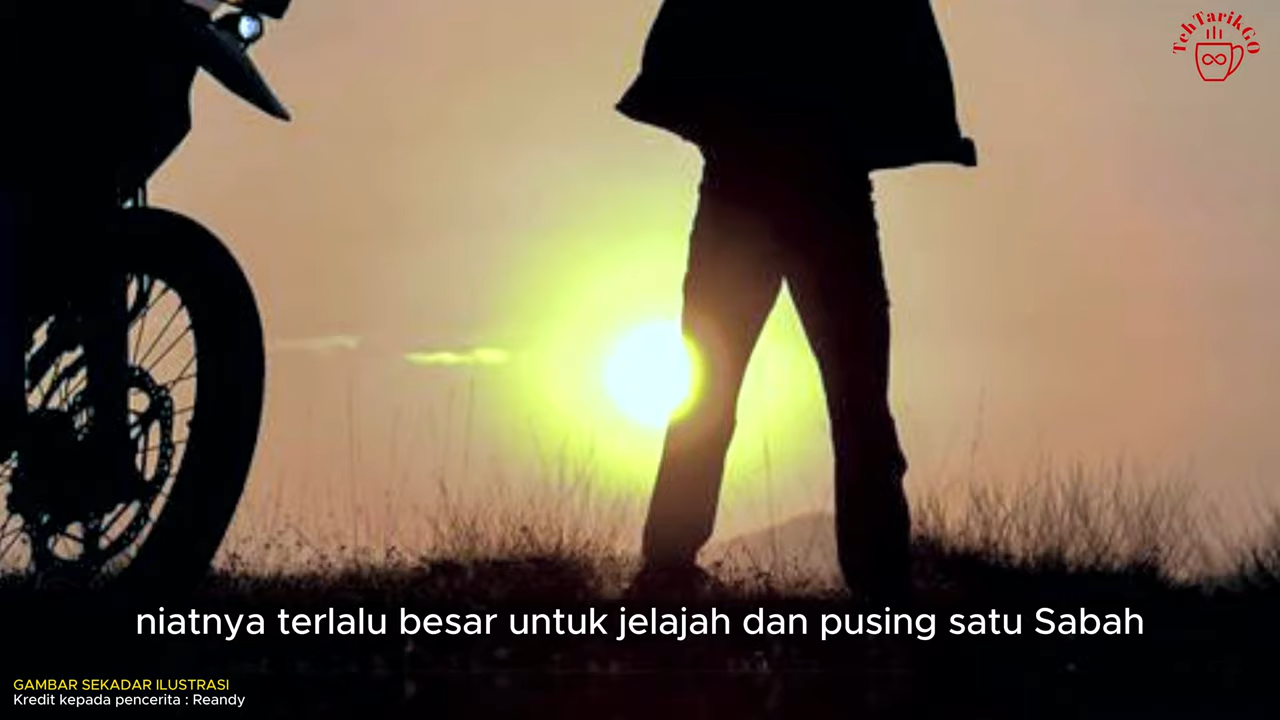 TehTarikGO
niatnya terlalu besar untuk jelajah dan pusing satu Sabah
GAMBAR SEKADAR ILUSTRASI
Kredit kepada pencerita : Reandy